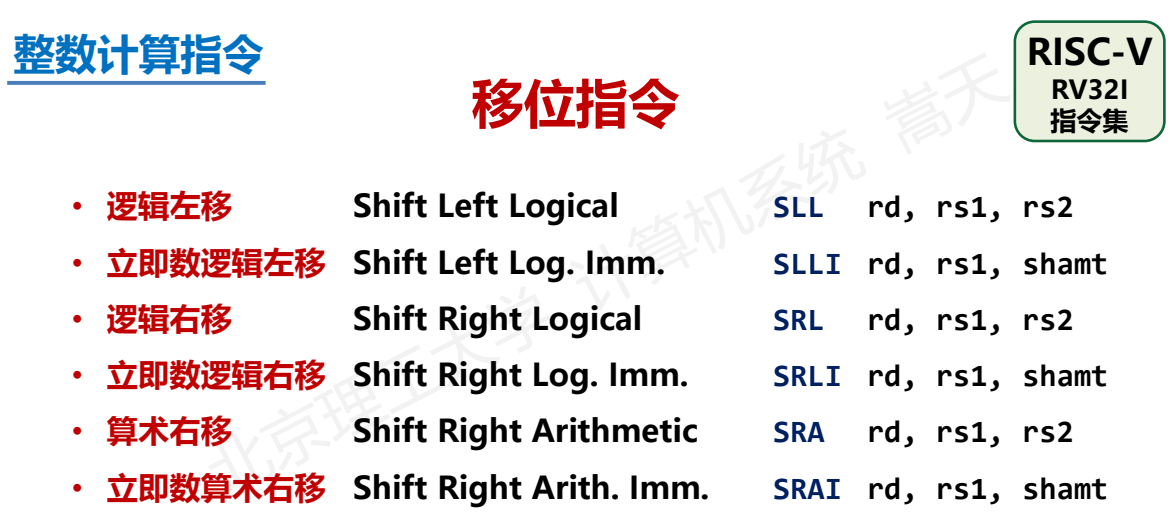 整数计算指令
移位指令
RISC-V
RV32I
指令集
• 逻辑左移 Shift Left Logical SLL rd, rs1, rs2
• 立即数逻辑左移 Shift Left Log. Imm. SLLI rd, rs1, shamt
• 逻辑右移 Shift Right Logical SRL rd, rs1, rs2
• 立即数逻辑右移 Shift Right Log. Imm. SRLI rd, rs1, shamt
• 算术右移 Shift Right Arithmetic SRA rd, rs1, rs2
• 立即数算术右移 Shift Right Arith. Imm. SRAI rd, rs1, shamt
北京理工大学 计算机系统 嵩天